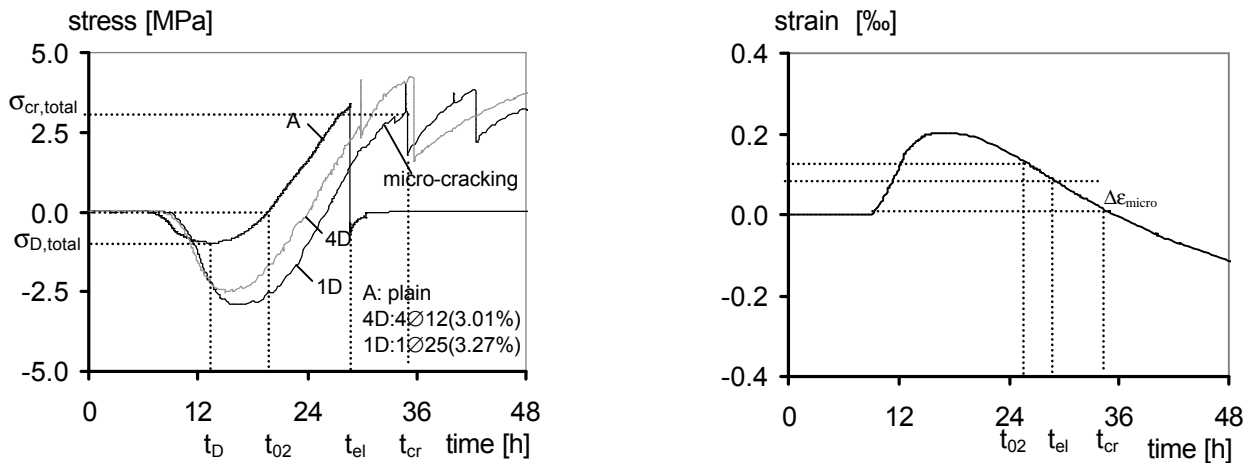 stress [MPa]
5.0
σcr,total
2.5
A
micro-cracking
0.0
σD,total
4D
-2.5
1D
A: plain
4D:4∅12(3.01%)
1D:1∅25(3.27%)
-5.0
0 12 24 36 48
tD t02 tel tcr time [h]
strain [‰]
0.4
0.2
Δεmicro
0.0
-0.2
-0.4
0 12 24 36 48
t02 tel tcr time [h]